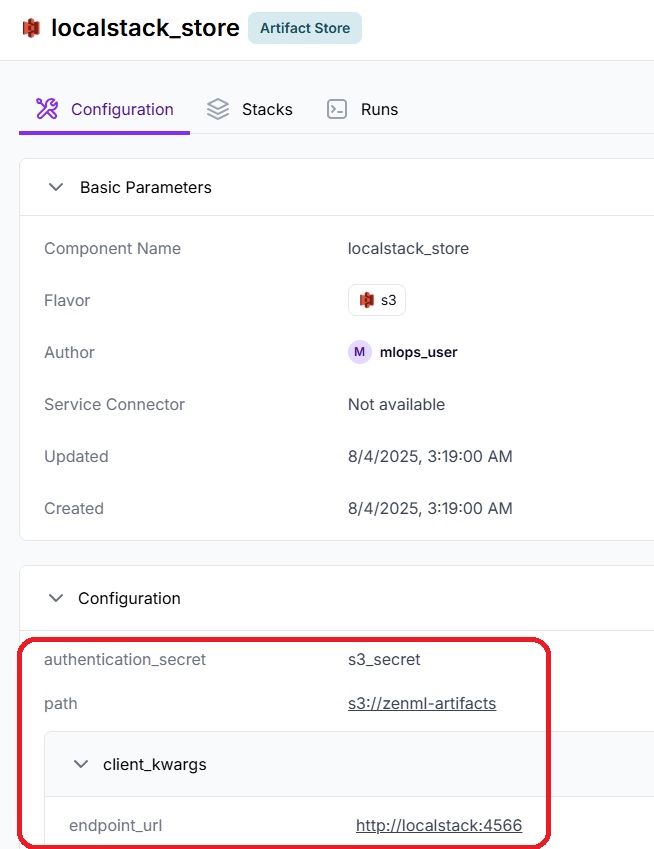 localstack_store Artifact Store
Configuration Stacks Runs
Basic Parameters
Component Name localstack_store
Flavor s3
Author M mlops_user
Service Connector Not available
Updated 8/4/2025, 3:19:00 AM
Created 8/4/2025, 3:19:00 AM
Configuration
authentication_secret s3_secret
path s3://zenml-artifacts
client_kwargs
endpoint_url http://localstack:4566